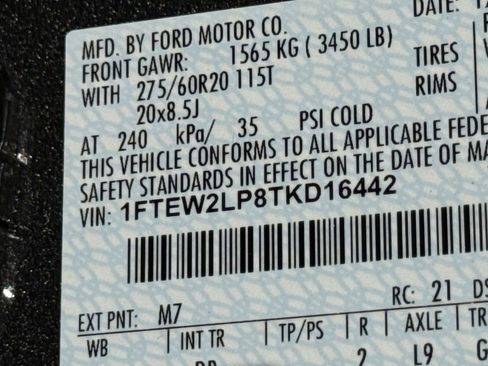 DATE:
MFD. BY FORD MOTOR CO.
FRONT GAWR: 1565 KG ( 3450 LB)
WITH 275/60R20 115T TIRES
20x8.5J RIMS
AT 240 kPa/ 35 PSI COLD
THIS VEHICLE CONFORMS TO ALL APPLICABLE FEDE
SAFETY STANDARDS IN EFFECT ON THE DATE OF MA
VIN: 1FTEW2LP8TKD16442
EXT PNT: M7 RC: 21 DS
WB INT TR TP/PS R AXLE TR
2 L9